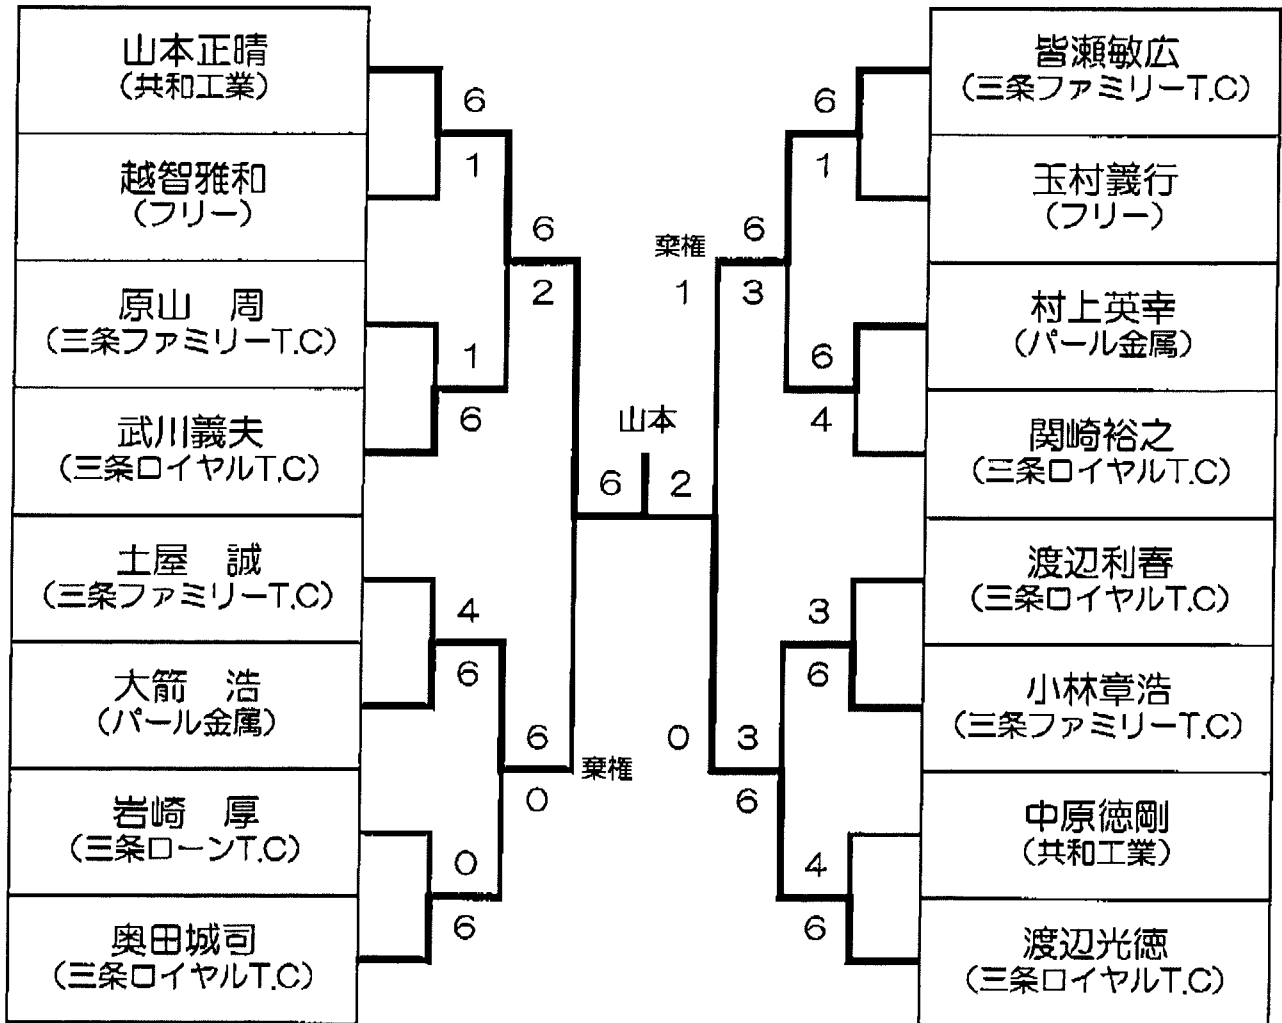 山本正晴
(共和工業)
越智雅和
(フリー)
原山　周
(三条ファミリーT.C)
武川義夫
(三条ロイヤルT.C)
土屋　誠
(三条ファミリーT.C)
大箭　浩
(パール金属)
岩崎　厚
(三条ローンT.C)
奥田城司
(三条ロイヤルT.C)
6
1
1
6
4
6
0
6
6
2
6
0
棄権
山本
6 2
棄権
1
0
6
3
3
6
6
1
6
4
3
6
4
6
皆瀬敏広
(三条ファミリーT.C)
玉村義行
(フリー)
村上英幸
(パール金属)
関崎裕之
(三条ロイヤルT.C)
渡辺利春
(三条ロイヤルT.C)
小林章浩
(三条ファミリーT.C)
中原徳剛
(共和工業)
渡辺光徳
(三条ロイヤルT.C)